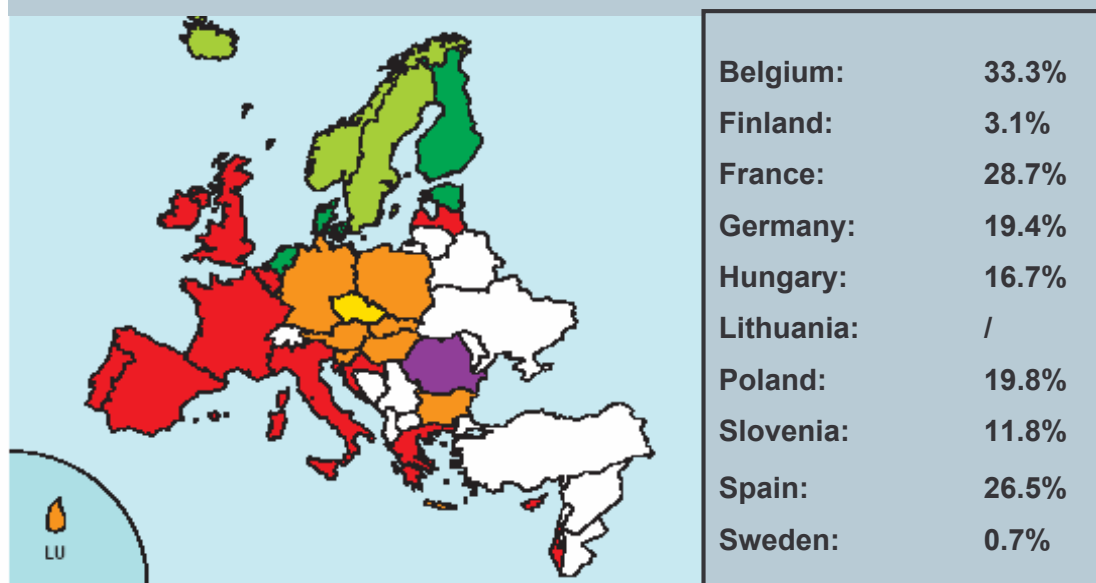 Belgium: 33.3%
Finland: 3.1%
France: 28.7%
Germany: 19.4%
Hungary: 16.7%
Lithuania: /
Poland: 19.8%
Slovenia: 11.8%
Spain: 26.5%
Sweden: 0.7%
LU